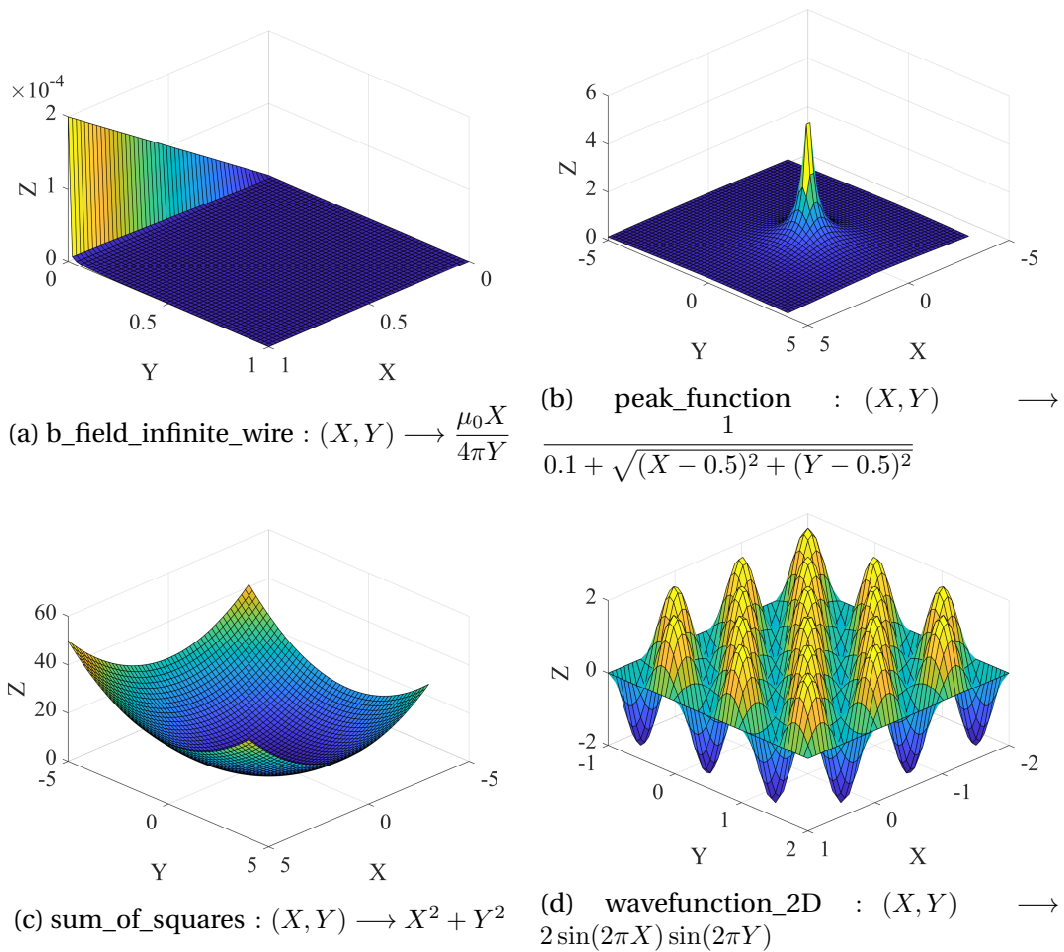 ×10⁻⁴
2
1
0
Z
0
0.5
1
Y
1
0.5
0
X
(a) b_field_infinite_wire : (X, Y) ⟶ μ₀X / 4πY
6
4
2
0
Z
-5
0
5
Y
5
0
-5
X
(b) peak_function : (X, Y) ⟶
1 / 0.1 + √(X − 0.5)² + (Y − 0.5)²
60
40
20
0
Z
-5
0
5
Y
5
0
-5
X
(c) sum_of_squares : (X, Y) ⟶ X² + Y²
2
0
-2
Z
-1
0
1
2
Y
1
0
-1
-2
X
(d) wavefunction_2D : (X, Y) ⟶
2 sin(2πX) sin(2πY)